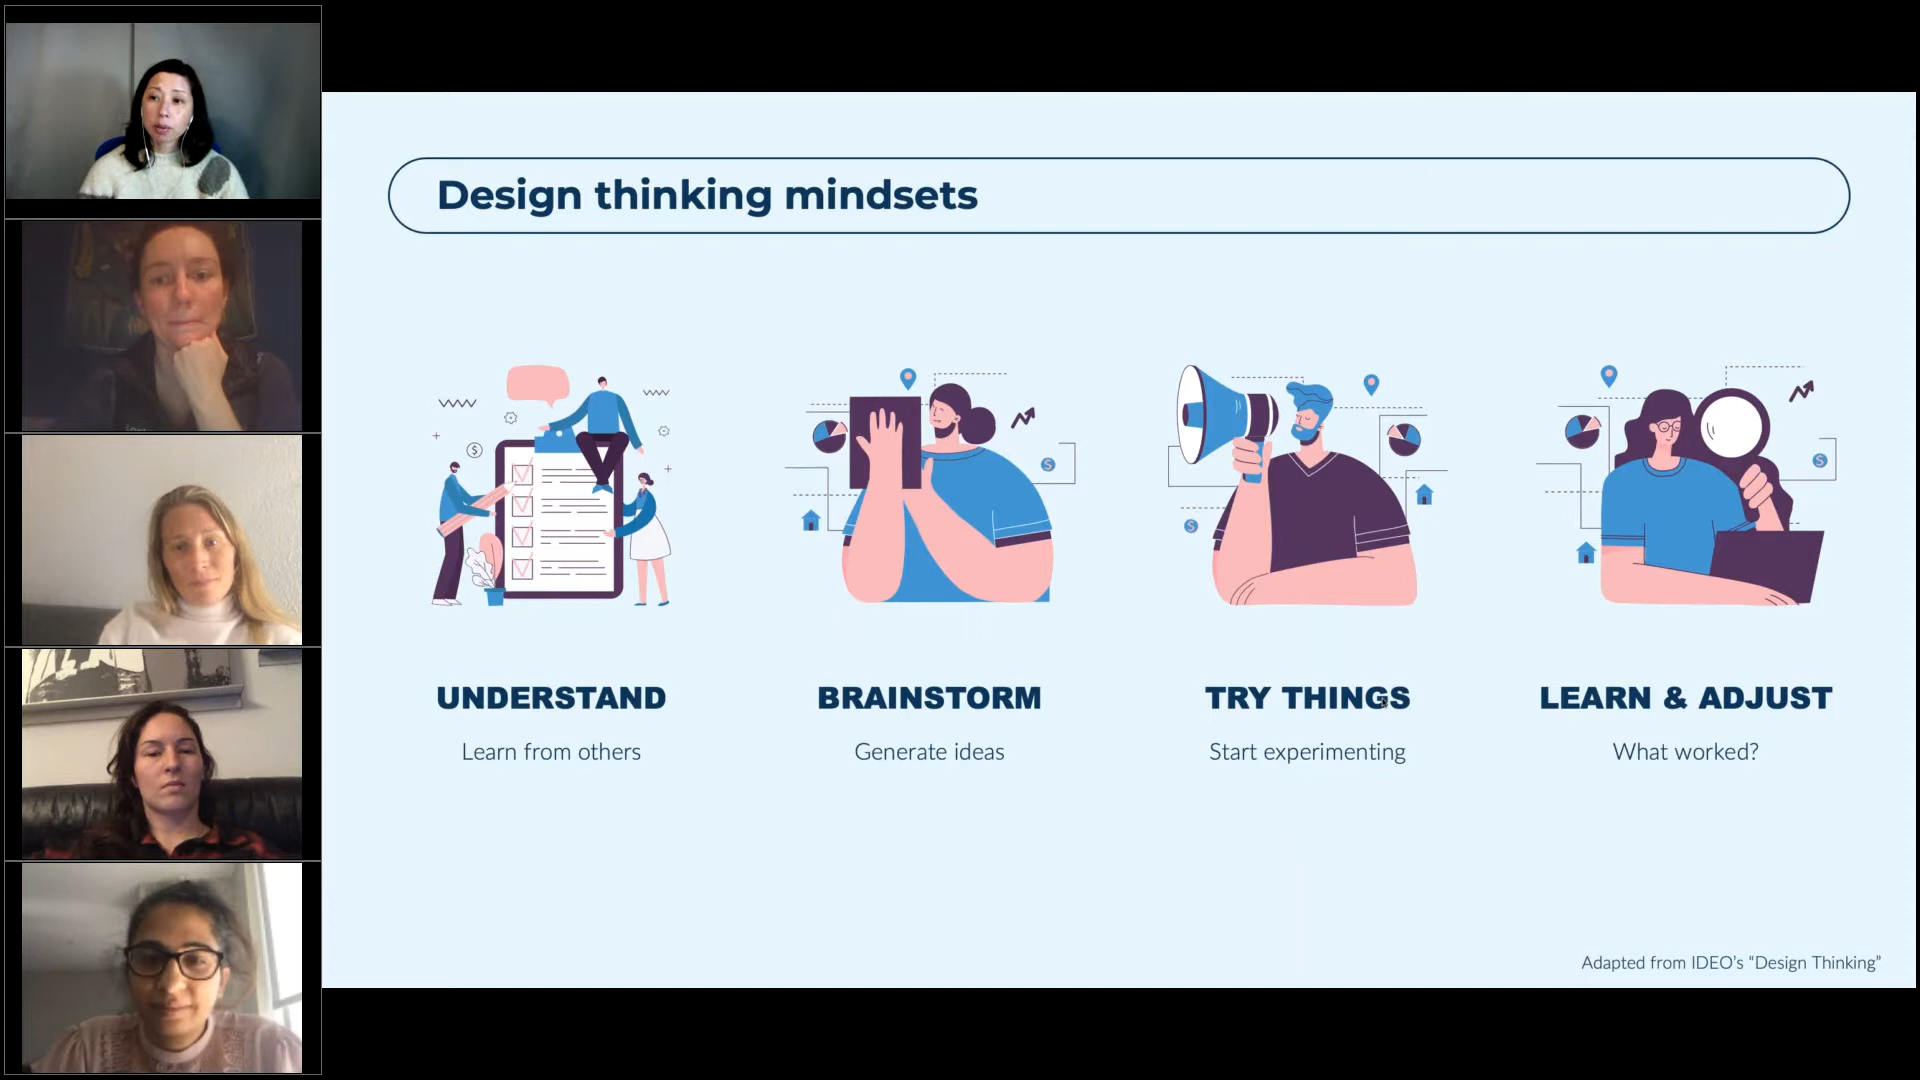 Design thinking mindsets
UNDERSTAND
Learn from others
BRAINSTORM
Generate ideas
TRY THINGS
Start experimenting
LEARN & ADJUST
What worked?
Adapted from IDEO’s “Design Thinking”